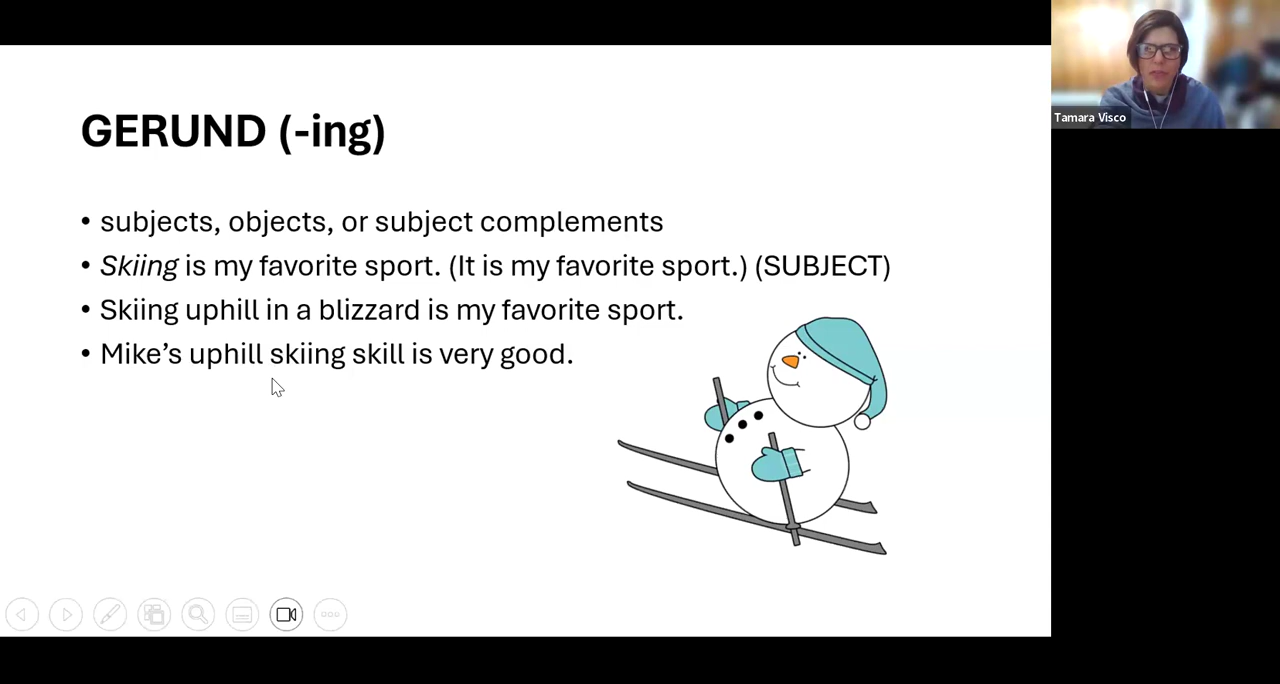 GERUND (-ing)
• subjects, objects, or subject complements
• Skiing is my favorite sport. (It is my favorite sport.) (SUBJECT)
• Skiing uphill in a blizzard is my favorite sport.
• Mike’s uphill skiing skill is very good.
Tamara Visco